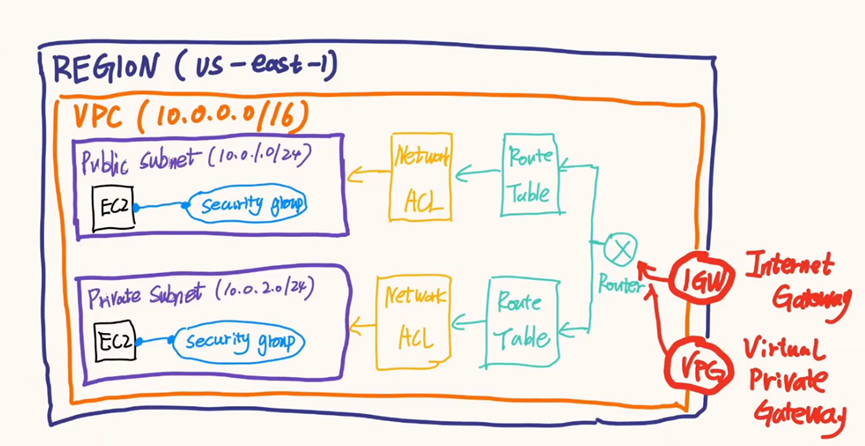 REGION (us-east-1)
VPC (10.0.0.0/16)
Public Subnet (10.0.1.0/24)
EC2
Security group
Network
ACL
Route
Table
Private Subnet (10.0.2.0/24)
EC2
Security group
Network
ACL
Route
Table
Router
IGW
Internet
Gateway
VPG
Virtual
Private
Gateway